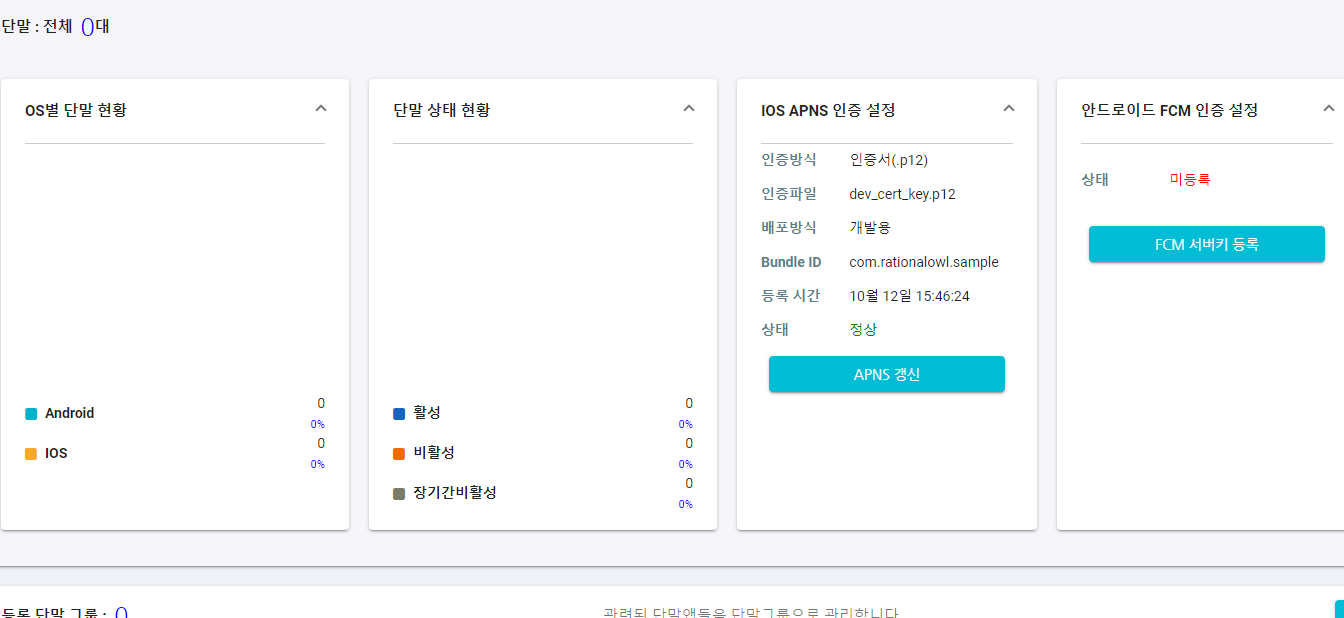 단말 : 전체 0대
OS별 단말 현황
Android 0
0%
IOS 0
0%
단말 상태 현황
활성 0
0%
비활성 0
0%
장기간비활성 0
0%
IOS APNS 인증 설정
인증방식 인증서(.p12)
인증파일 dev_cert_key.p12
배포방식 개발용
Bundle ID com.rationalowl.sample
등록 시간 10월 12일 15:46:24
상태 정상
APNS 갱신
안드로이드 FCM 인증 설정
상태 미등록
FCM 서버키 등록
등록 단말 그룹 : 0
관련된 단말앱들을 단말그룹으로 관리합니다